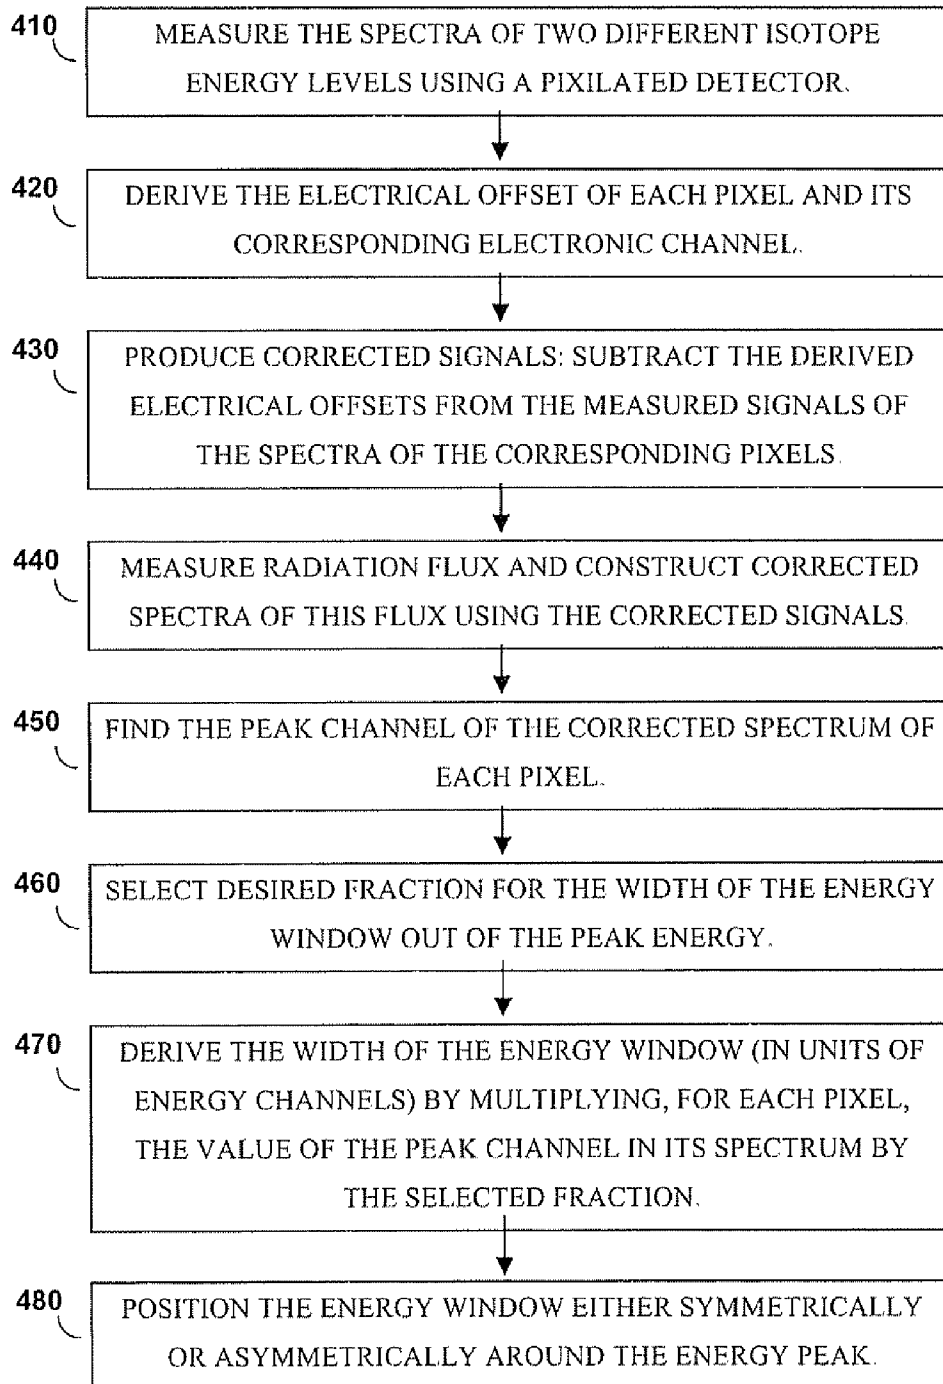 410
MEASURE THE SPECTRA OF TWO DIFFERENT ISOTOPE
ENERGY LEVELS USING A PIXILATED DETECTOR.
420
DERIVE THE ELECTRICAL OFFSET OF EACH PIXEL AND ITS
CORRESPONDING ELECTRONIC CHANNEL.
430
PRODUCE CORRECTED SIGNALS: SUBTRACT THE DERIVED
ELECTRICAL OFFSETS FROM THE MEASURED SIGNALS OF
THE SPECTRA OF THE CORRESPONDING PIXELS.
440
MEASURE RADIATION FLUX AND CONSTRUCT CORRECTED
SPECTRA OF THIS FLUX USING THE CORRECTED SIGNALS.
450
FIND THE PEAK CHANNEL OF THE CORRECTED SPECTRUM OF
EACH PIXEL.
460
SELECT DESIRED FRACTION FOR THE WIDTH OF THE ENERGY
WINDOW OUT OF THE PEAK ENERGY.
470
DERIVE THE WIDTH OF THE ENERGY WINDOW (IN UNITS OF
ENERGY CHANNELS) BY MULTIPLYING, FOR EACH PIXEL,
THE VALUE OF THE PEAK CHANNEL IN ITS SPECTRUM BY
THE SELECTED FRACTION.
480
POSITION THE ENERGY WINDOW EITHER SYMMETRICALLY
OR ASYMMETRICALLY AROUND THE ENERGY PEAK.